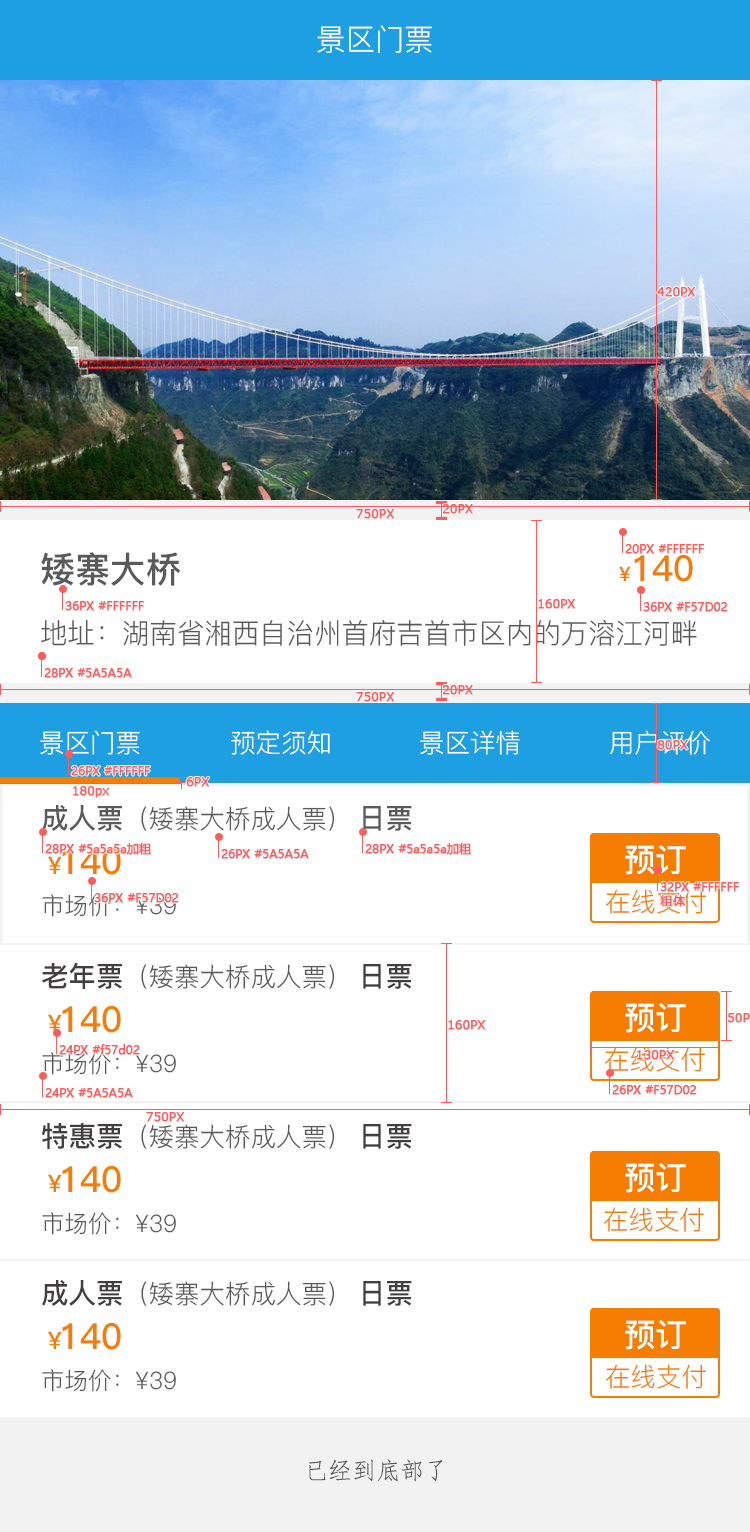 景区门票
420PX
750PX
20PX
矮寨大桥
20PX #FFFFFF
¥140
36PX #FFFFFF
160PX
36PX #F57D02
地址：湖南省湘西自治州首府吉首市区内的万溶江河畔
28PX #5A5A5A
750PX
20PX
景区门票 预定须知 景区详情 用户评价
80PX
26PX #FFFFFF
6PX
180px
成人票（矮寨大桥成人票） 日票
28PX #5a5a5a加粗
26PX #5A5A5A
28PX #5a5a5a加粗
¥140
预订
32PX #FFFFFF
粗体
36PX #F57D02
市场价：¥39
在线支付
老年票（矮寨大桥成人票） 日票
¥140
预订
160PX
50P
24PX #f57d02
市场价：¥39
在线支付
130PX
24PX #5A5A5A
26PX #F57D02
750PX
特惠票（矮寨大桥成人票） 日票
¥140
预订
市场价：¥39
在线支付
成人票（矮寨大桥成人票） 日票
¥140
预订
市场价：¥39
在线支付
已经到底部了